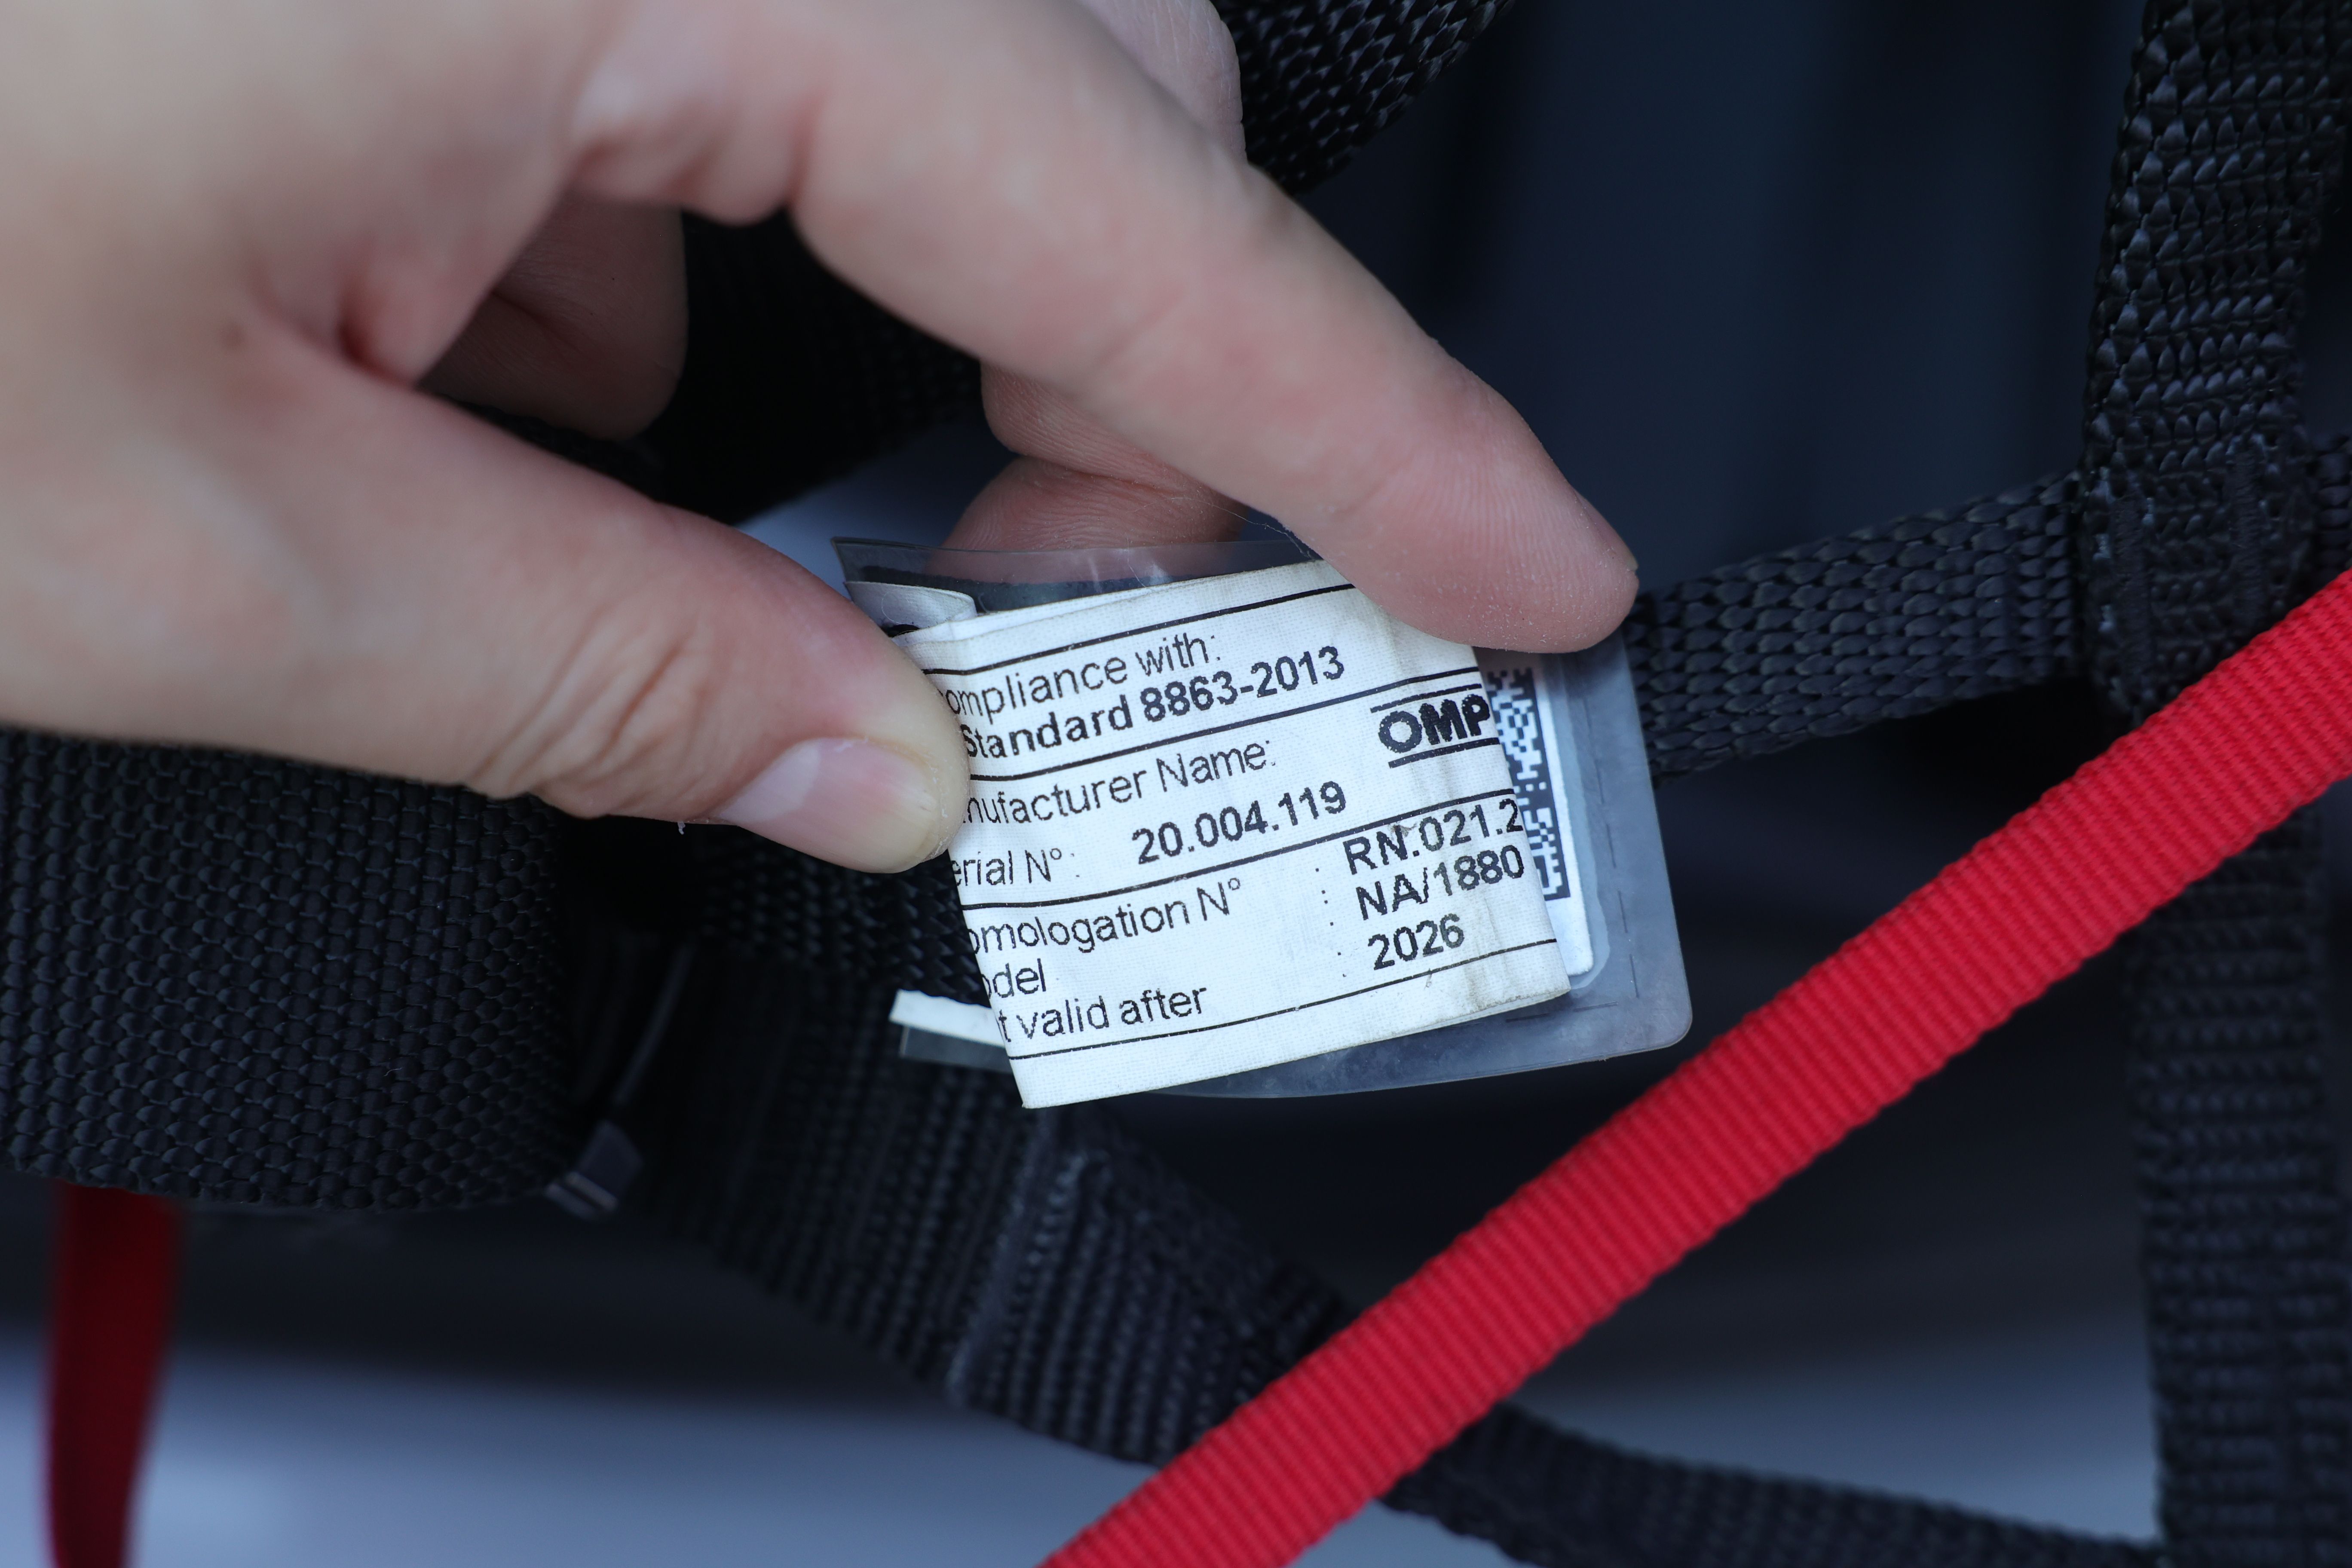 ompliance with:
Standard 8863-2013
nufacturer Name: OMP
erial N°: 20.004.119
omologation N° : RN.021.2
odel : NA/1880
t valid after : 2026